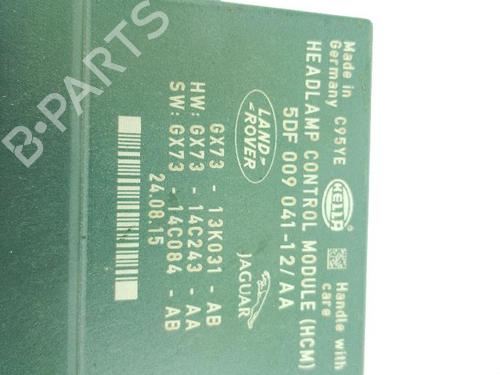 Made in
Germany C95YE
HELLA
Handle with
care
HEADLAMP CONTROL MODULE (HCM)
5DF 009 041-12/AA
LAND-
ROVER
JAGUAR
GX73 - 13K031 - AB
HW: GX73 - 14C243 - AA
SW: GX73 - 14C084 - AB
24.08.15
B-PARTS